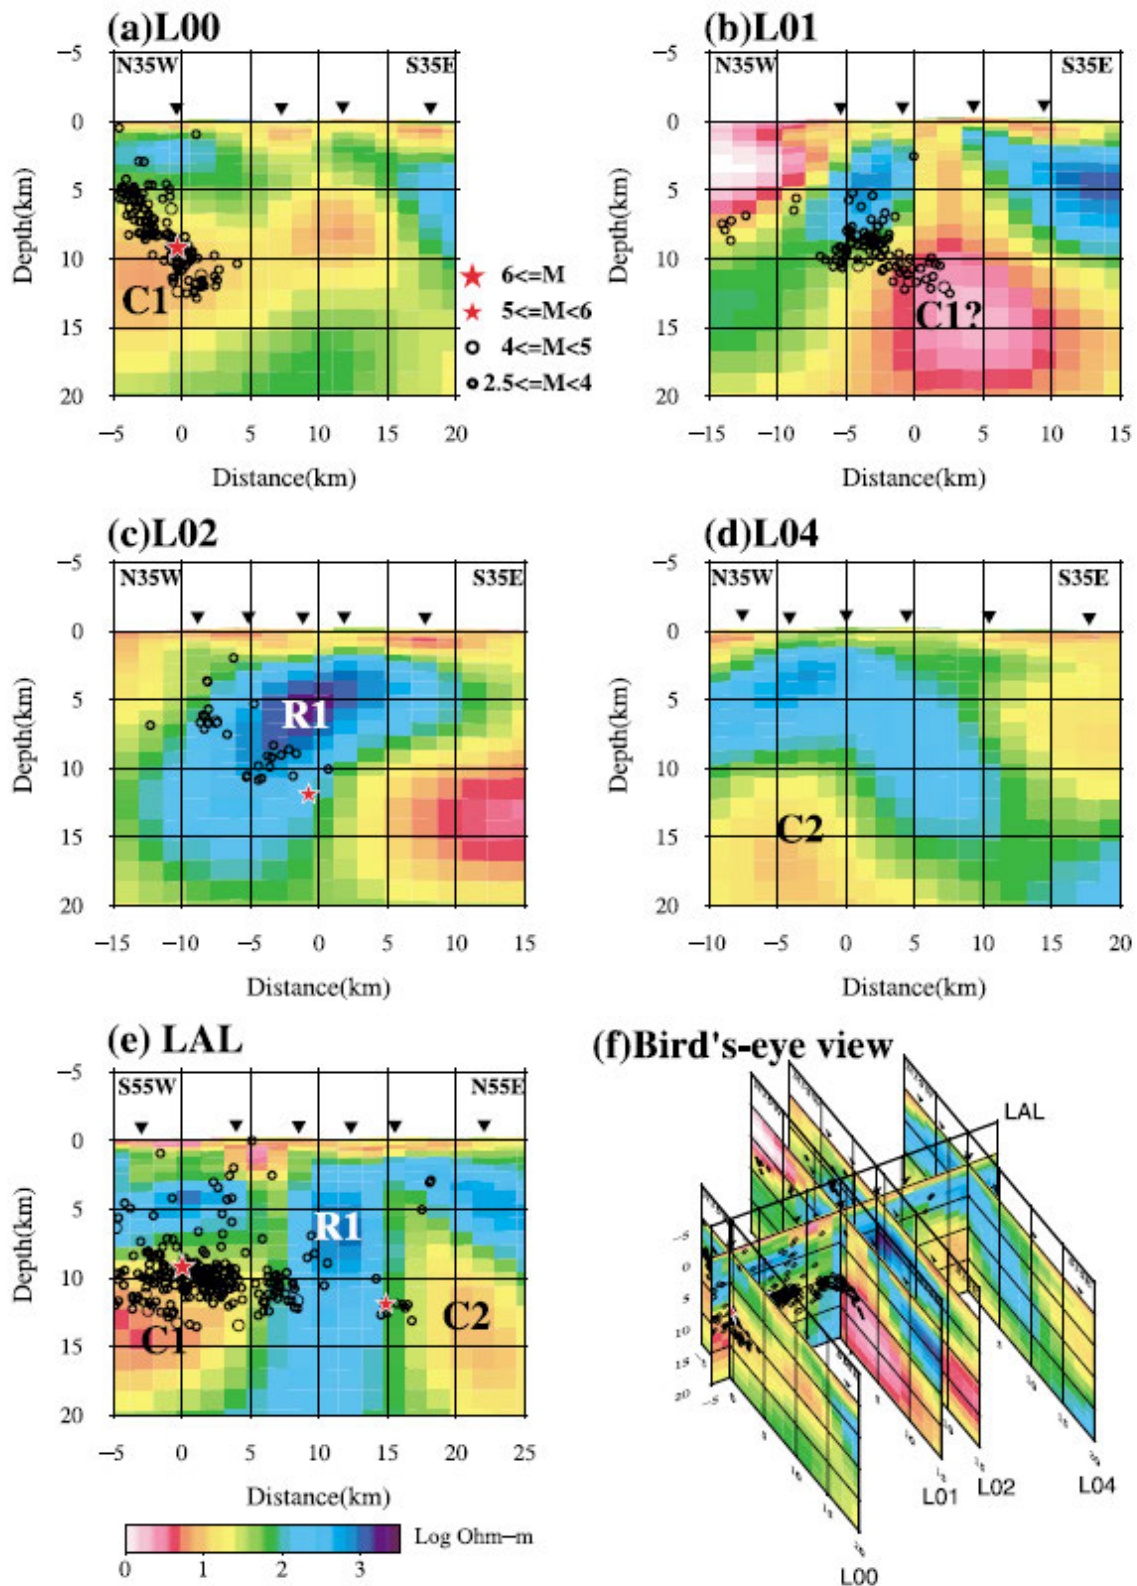 (a)L00
N35W S35E
Depth(km)
−5
0
5
10
15
20
C1
−5 0 5 10 15 20
Distance(km)
6<=M
5<=M<6
4<=M<5
2.5<=M<4
(b)L01
N35W S35E
Depth(km)
−5
0
5
10
15
20
C1?
−15 −10 −5 0 5 10 15
Distance(km)
(c)L02
N35W S35E
Depth(km)
−5
0
5
10
15
20
R1
−15 −10 −5 0 5 10 15
Distance(km)
(d)L04
N35W S35E
Depth(km)
−5
0
5
10
15
20
C2
−10 −5 0 5 10 15 20
Distance(km)
(e) LAL
S55W N55E
Depth(km)
−5
0
5
10
15
20
R1
C1
C2
−5 0 5 10 15 20 25
Distance(km)
Log Ohm−m
0 1 2 3
(f)Bird's-eye view
LAL
−5
0
5
10
15
20
L01
L02
L04
L00